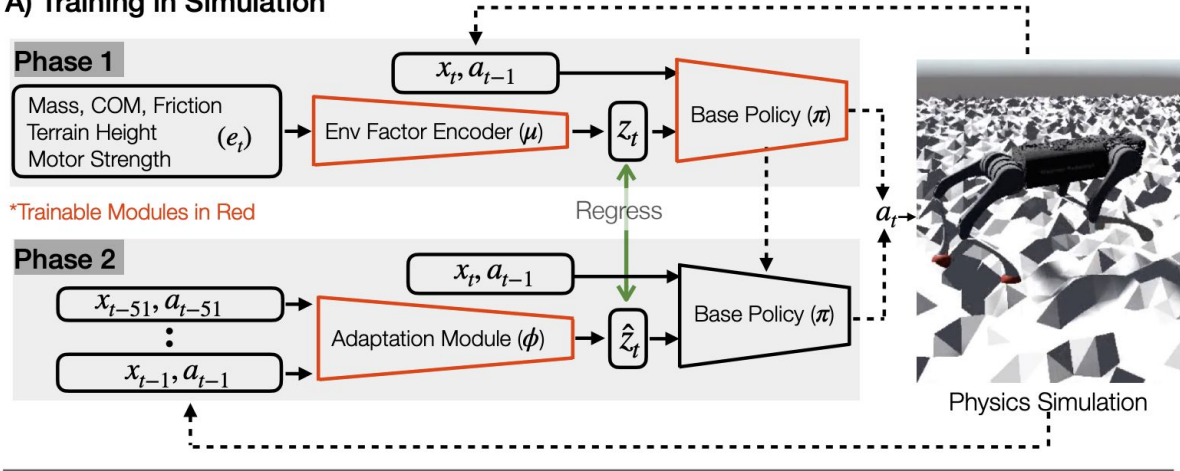 A) Training in Simulation
Phase 1
x_t, a_{t-1}
Mass, COM, Friction
Terrain Height
(e_t)
Motor Strength
Env Factor Encoder (μ)
z_t
Base Policy (π)
*Trainable Modules in Red
Regress
a_t
Phase 2
x_t, a_{t-1}
x_{t-51}, a_{t-51}
⋮
x_{t-1}, a_{t-1}
Adaptation Module (ϕ)
ẑ_t
Base Policy (π)
Physics Simulation